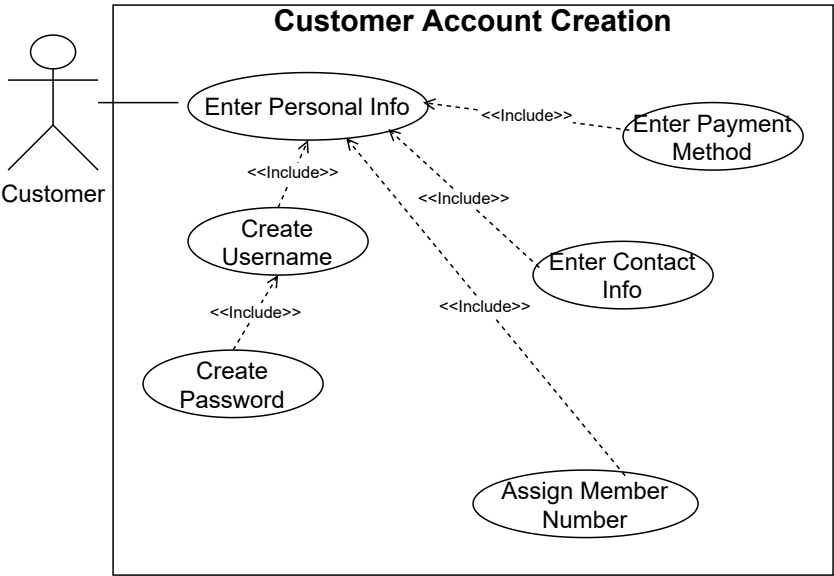 Customer Account Creation
Enter Personal Info
<<Include>>
Enter Payment
Method
Customer
<<Include>>
<<Include>>
Create
Username
Enter Contact
Info
<<Include>>
<<Include>>
Create
Password
Assign Member
Number